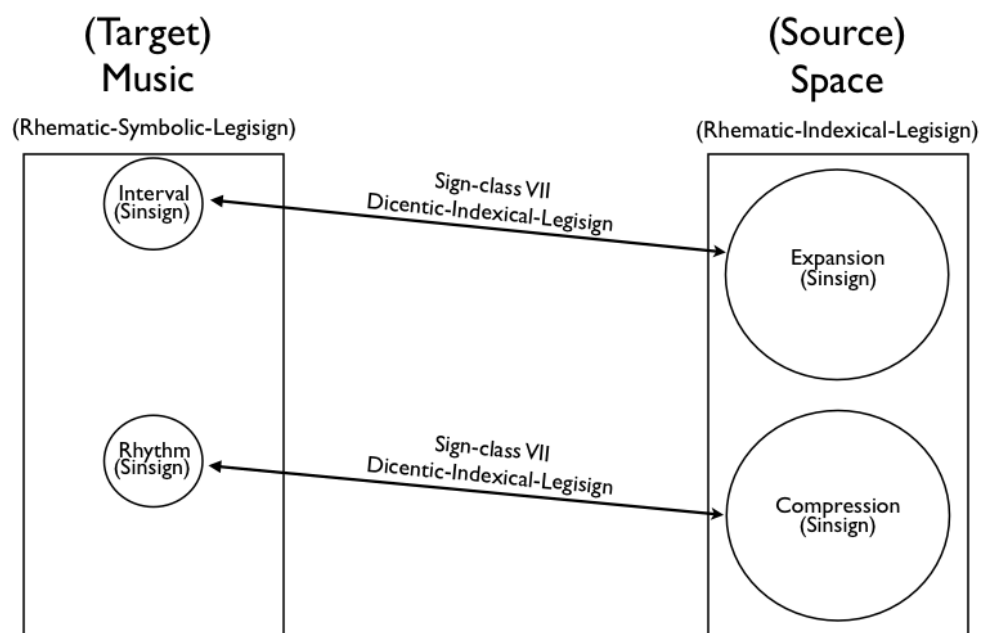 (Target)
Music
(Rhematic-Symbolic-Legisign)
(Source)
Space
(Rhematic-Indexical-Legisign)
Interval
(Sinsign)
Sign-class VII
Dicentic-Indexical-Legisign
Expansion
(Sinsign)
Rhythm
(Sinsign)
Sign-class VII
Dicentic-Indexical-Legisign
Compression
(Sinsign)